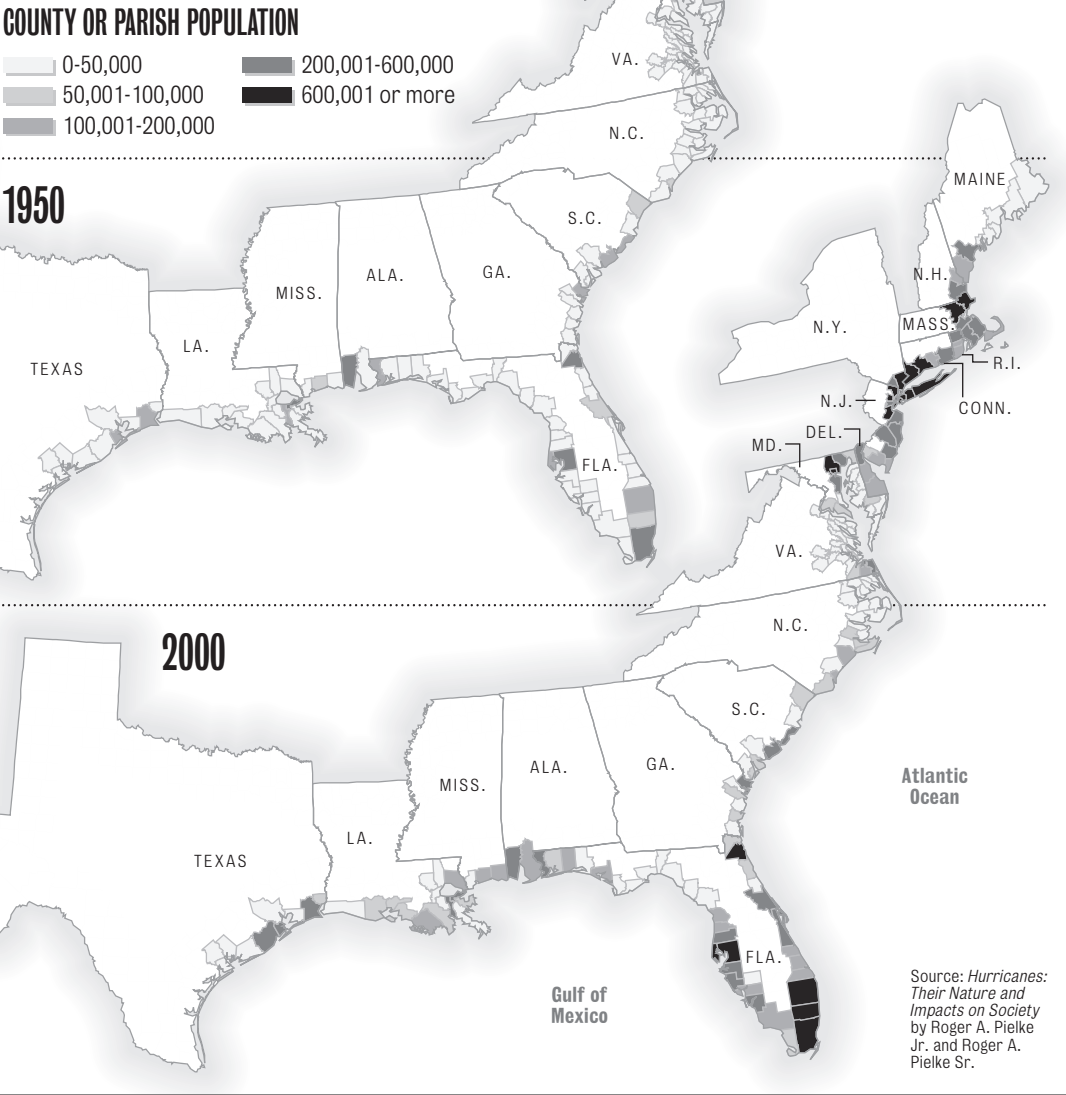 COUNTY OR PARISH POPULATION
0-50,000
50,001-100,000
100,001-200,000
200,001-600,000
600,001 or more
1950
VA.
N.C.
S.C.
MISS.
ALA.
GA.
LA.
TEXAS
FLA.
2000
MAINE
N.H.
MASS.
N.Y.
R.I.
CONN.
N.J.
DEL.
MD.
VA.
N.C.
S.C.
GA.
ALA.
MISS.
LA.
TEXAS
FLA.
Atlantic
Ocean
Gulf of
Mexico
Source: Hurricanes:
Their Nature and
Impacts on Society
by Roger A. Pielke
Jr. and Roger A.
Pielke Sr.